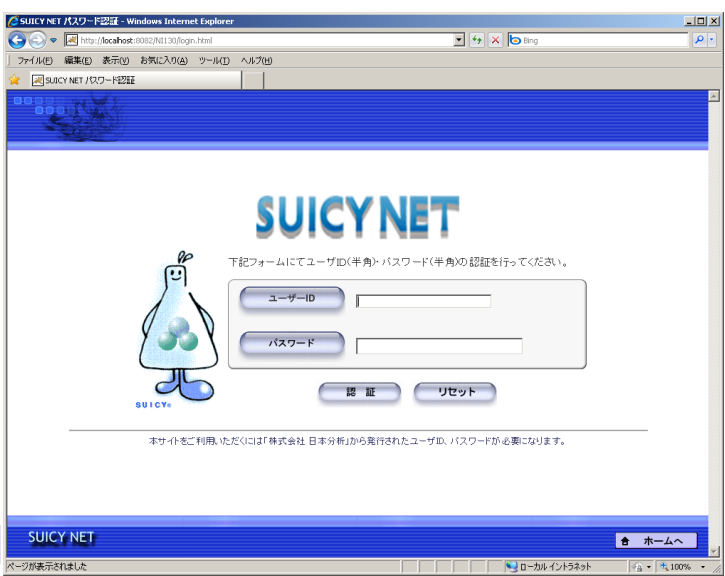 SUICY NET パスワード認証 - Windows Internet Explorer
http://localhost:8082/NI130/login.html
Bing
ファイル(F) 編集(E) 表示(V) お気に入り(A) ツール(T) ヘルプ(H)
SUICY NET パスワード認証
SUICY NET
下記フォームにてユーザID(半角)・パスワード(半角)の認証を行ってください。
ユーザーID
パスワード
認 証 リセット
SUICY®
本サイトをご利用いただくには「株式会社 日本分析」から発行されたユーザID、パスワードが必要になります。
SUICY NET
ホームへ
ページが表示されました
ローカル イントラネット
100%